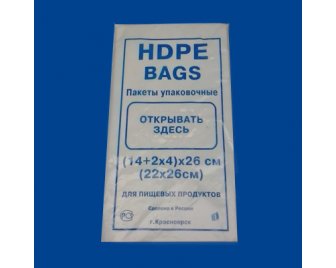 HDPE
BAGS
Пакеты упаковочные
ОТКРЫВАТЬ
ЗДЕСЬ
(14+2x4)x26 см
(22x26см)
ДЛЯ ПИЩЕВЫХ ПРОДУКТОВ
Сделано в России
г.Красноярск